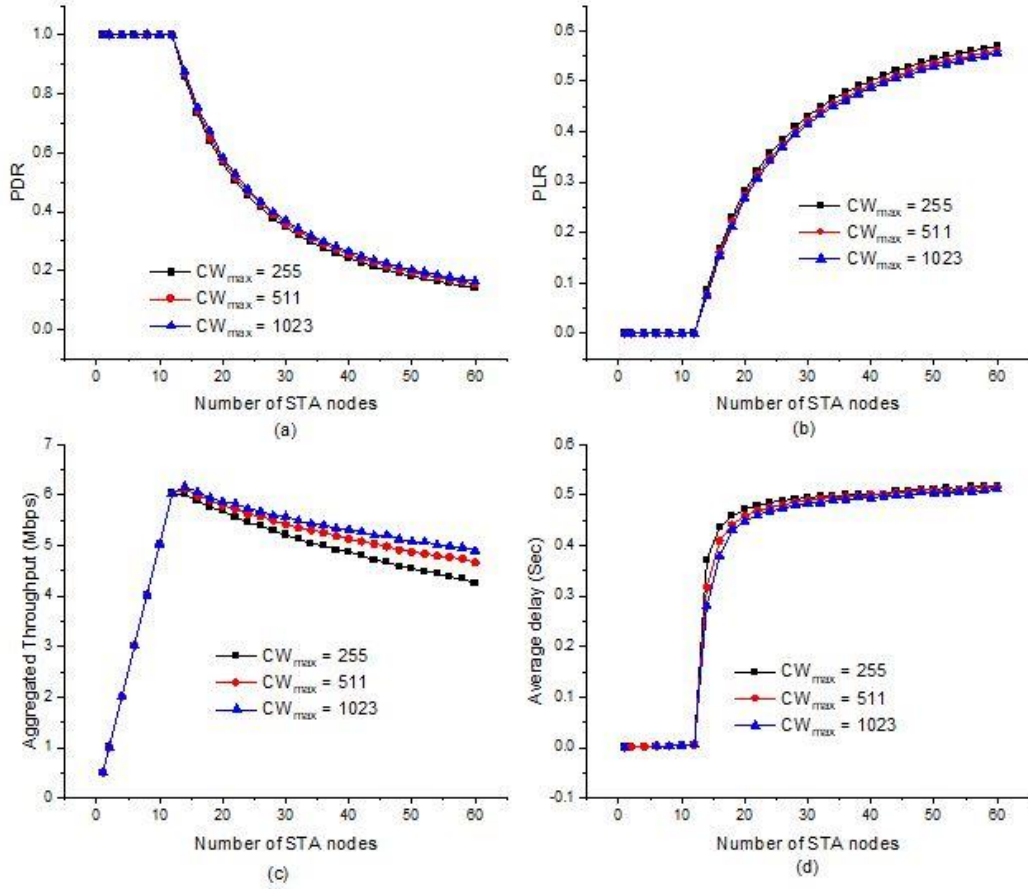 1.0
0.8
0.6
0.4
0.2
0.0
PDR
CWmax = 255
CWmax = 511
CWmax = 1023
0 10 20 30 40 50 60
Number of STA nodes
(a)
0.6
0.5
0.4
0.3
0.2
0.1
0.0
PLR
CWmax = 255
CWmax = 511
CWmax = 1023
0 10 20 30 40 50 60
Number of STA nodes
(b)
7
6
5
4
3
2
1
0
Aggregated Throughput (Mbps)
CWmax = 255
CWmax = 511
CWmax = 1023
0 10 20 30 40 50 60
Number of STA nodes
(c)
0.6
0.5
0.4
0.3
0.2
0.1
0.0
-0.1
Average delay (Sec)
CWmax = 255
CWmax = 511
CWmax = 1023
0 10 20 30 40 50 60
Number of STA nodes
(d)